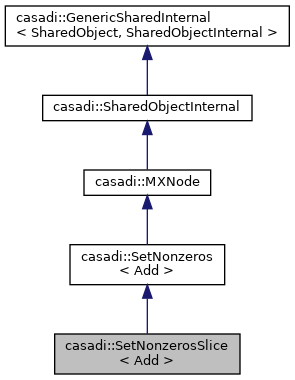 casadi::GenericSharedInternal
< SharedObject, SharedObjectInternal >
casadi::SharedObjectInternal
casadi::MXNode
casadi::SetNonzeros
< Add >
casadi::SetNonzerosSlice
< Add >